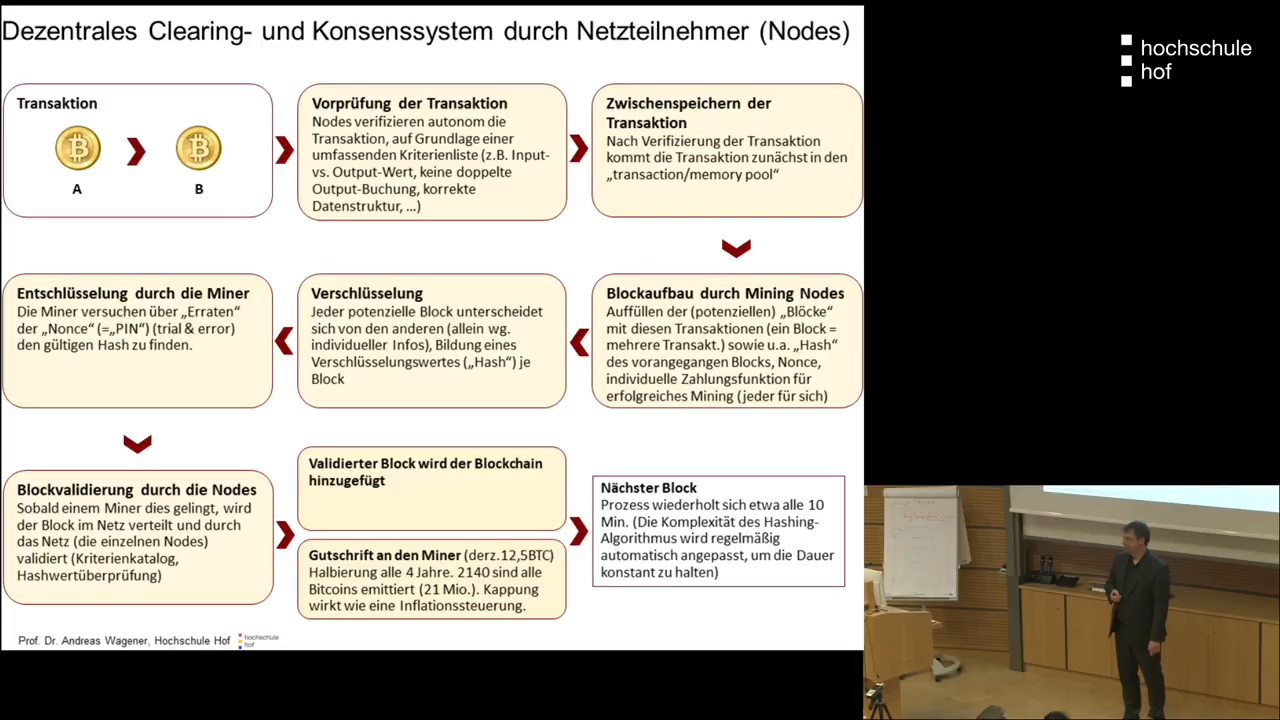 Dezentrales Clearing- und Konsenssystem durch Netzteilnehmer (Nodes)
hochschule
hof
Transaktion
A
B
Vorprüfung der Transaktion
Nodes verifizieren autonom die
Transaktion, auf Grundlage einer
umfassenden Kriterienliste (z.B. Input-
vs. Output-Wert, keine doppelte
Output-Buchung, korrekte
Datenstruktur, …)
Zwischenspeichern der
Transaktion
Nach Verifizierung der Transaktion
kommt die Transaktion zunächst in den
„transaction/memory pool“
Blockaufbau durch Mining Nodes
Auffüllen der (potenziellen) „Blöcke“
mit diesen Transaktionen (ein Block =
mehrere Transakt.) sowie u.a. „Hash“
des vorangegangen Blocks, Nonce,
individuelle Zahlungsfunktion für
erfolgreiches Mining (jeder für sich)
Verschlüsselung
Jeder potenzielle Block unterscheidet
sich von den anderen (allein wg.
individueller Infos), Bildung eines
Verschlüsselungswertes („Hash“) je
Block
Entschlüsselung durch die Miner
Die Miner versuchen über „Erraten“
der „Nonce“ (=„PIN“) (trial & error)
den gültigen Hash zu finden.
Blockvalidierung durch die Nodes
Sobald einem Miner dies gelingt, wird
der Block im Netz verteilt und durch
das Netz (die einzelnen Nodes)
validiert (Kriterienkatalog,
Hashwertüberprüfung)
Validierter Block wird der Blockchain
hinzugefügt
Gutschrift an den Miner (derz.12,5BTC)
Halbierung alle 4 Jahre. 2140 sind alle
Bitcoins emittiert (21 Mio.). Kappung
wirkt wie eine Inflationssteuerung.
Nächster Block
Prozess wiederholt sich etwa alle 10
Min. (Die Komplexität des Hashing-
Algorithmus wird regelmäßig
automatisch angepasst, um die Dauer
konstant zu halten)
Prof. Dr. Andreas Wagener, Hochschule Hof
hochschule
hof